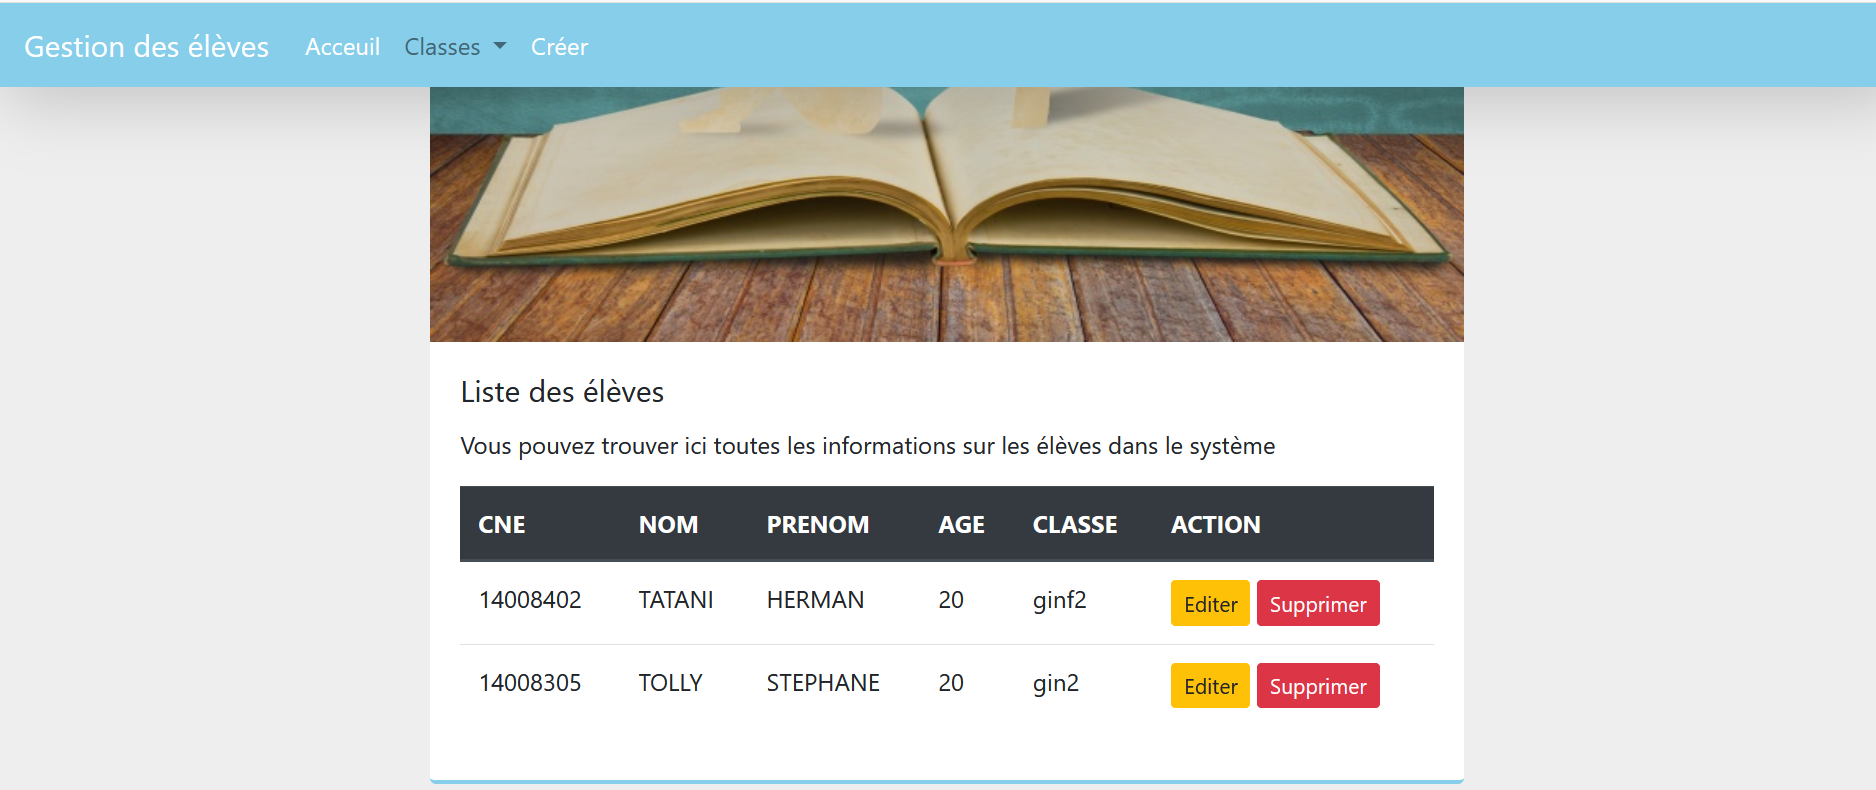 Gestion des élèves Acceuil Classes Créer
Liste des élèves
Vous pouvez trouver ici toutes les informations sur les élèves dans le système
CNE NOM PRENOM AGE CLASSE ACTION
14008402 TATANI HERMAN 20 ginf2 Editer Supprimer
14008305 TOLLY STEPHANE 20 gin2 Editer Supprimer